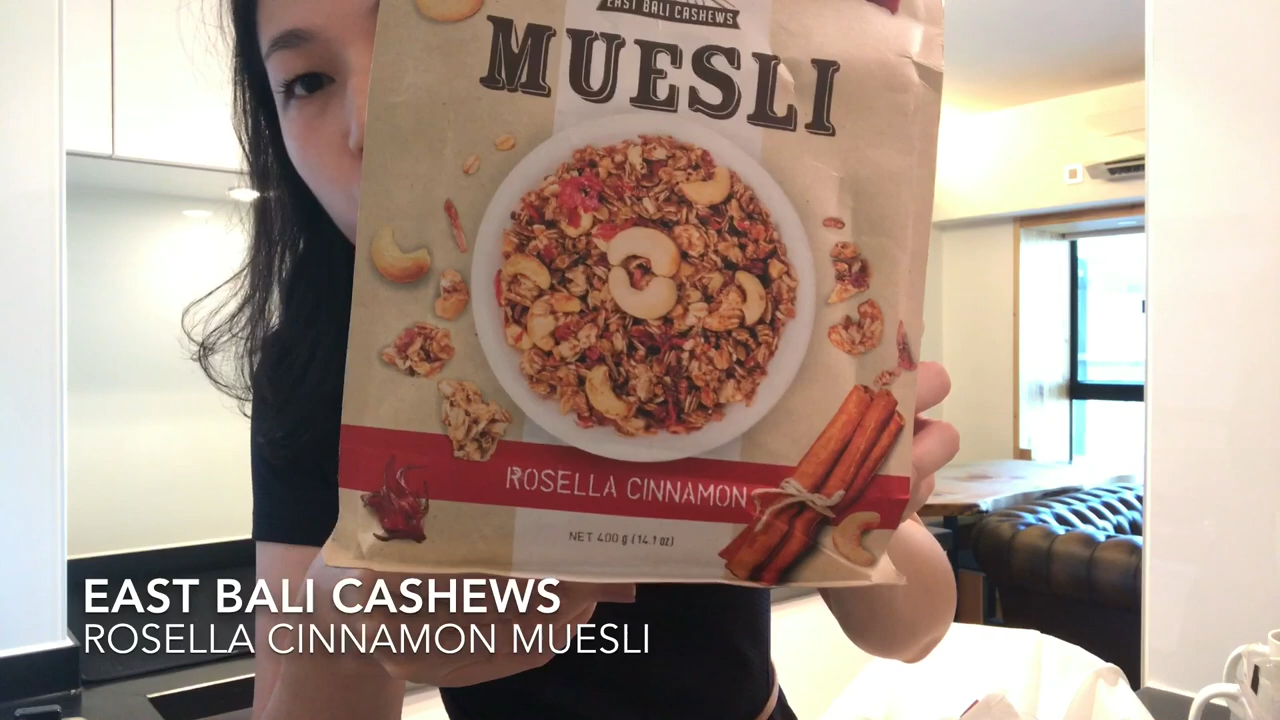 EAST BALI CASHEWS
MUESLI
ROSELLA CINNAMON
NET 400 g (14.1 oz)
EAST BALI CASHEWS
ROSELLA CINNAMON MUESLI